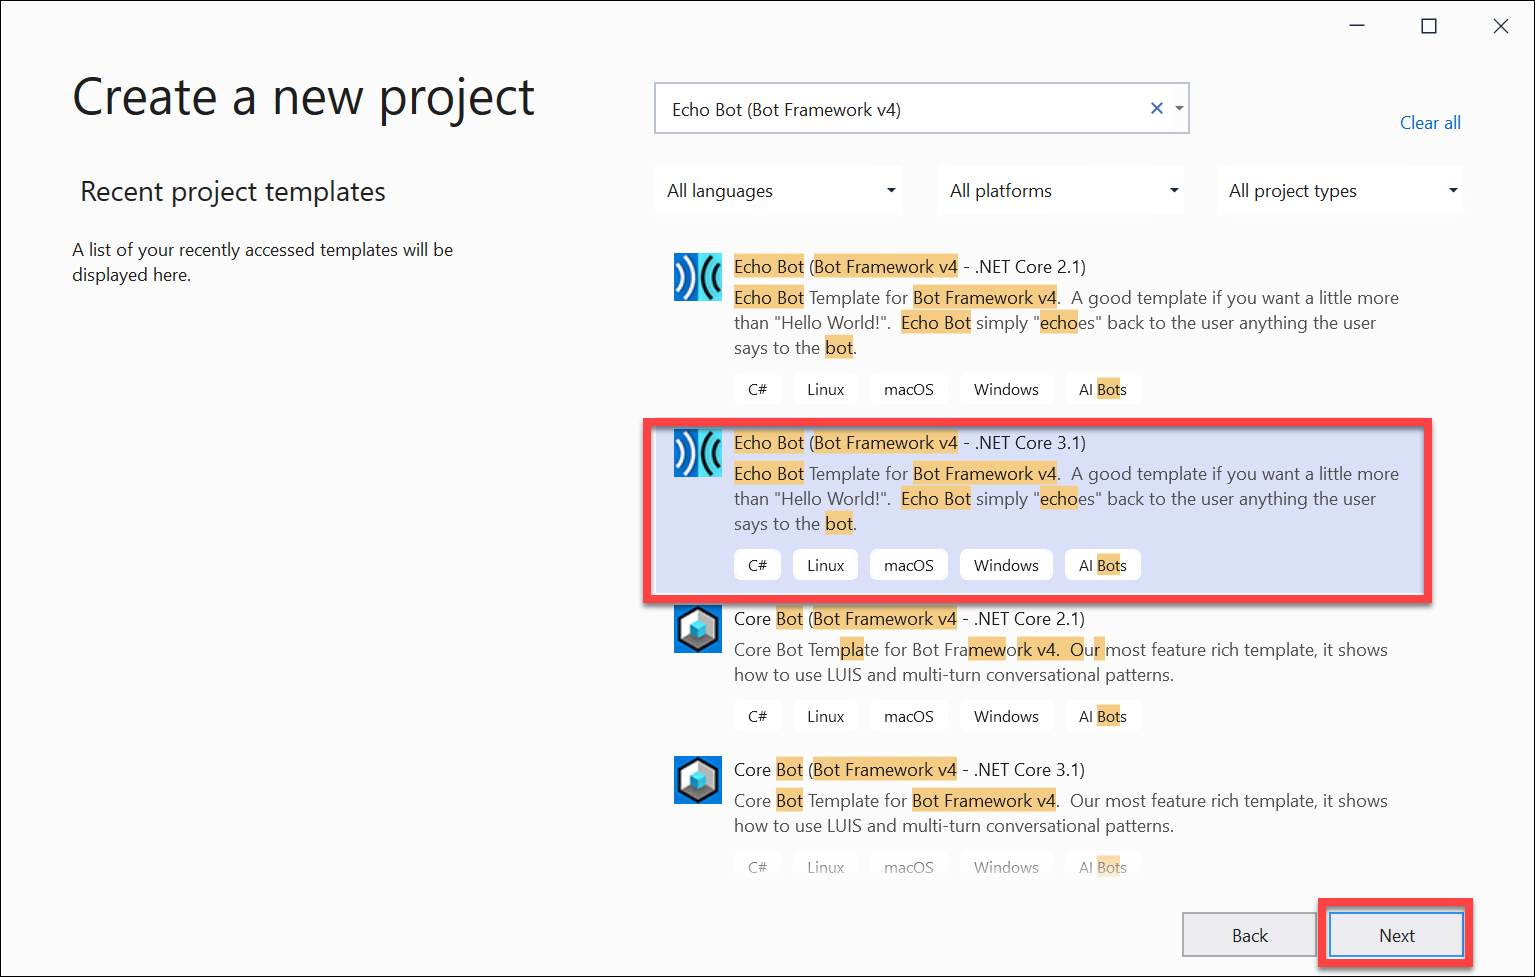 Create a new project
Echo Bot (Bot Framework v4)
Clear all
Recent project templates
All languages
All platforms
All project types
A list of your recently accessed templates will be
displayed here.
Echo Bot (Bot Framework v4 - .NET Core 2.1)
Echo Bot Template for Bot Framework v4.  A good template if you want a little more
than "Hello World!".  Echo Bot simply "echoes" back to the user anything the user
says to the bot.
C#
Linux
macOS
Windows
AI Bots
Echo Bot (Bot Framework v4 - .NET Core 3.1)
Echo Bot Template for Bot Framework v4.  A good template if you want a little more
than "Hello World!".  Echo Bot simply "echoes" back to the user anything the user
says to the bot.
C#
Linux
macOS
Windows
AI Bots
Core Bot (Bot Framework v4 - .NET Core 2.1)
Core Bot Template for Bot Framework v4.  Our most feature rich template, it shows
how to use LUIS and multi-turn conversational patterns.
C#
Linux
macOS
Windows
AI Bots
Core Bot (Bot Framework v4 - .NET Core 3.1)
Core Bot Template for Bot Framework v4.  Our most feature rich template, it shows
how to use LUIS and multi-turn conversational patterns.
C#
Linux
macOS
Windows
AI Bots
Back
Next